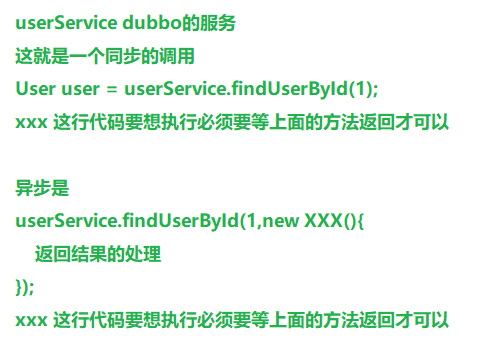 userService dubbo的服务
这就是一个同步的调用
User user = userService.findUserById(1);
xxx 这行代码要想执行必须要等上面的方法返回才可以
异步是
userService.findUserById(1,new XXX(){
返回结果的处理
});
xxx 这行代码要想执行必须要等上面的方法返回才可以